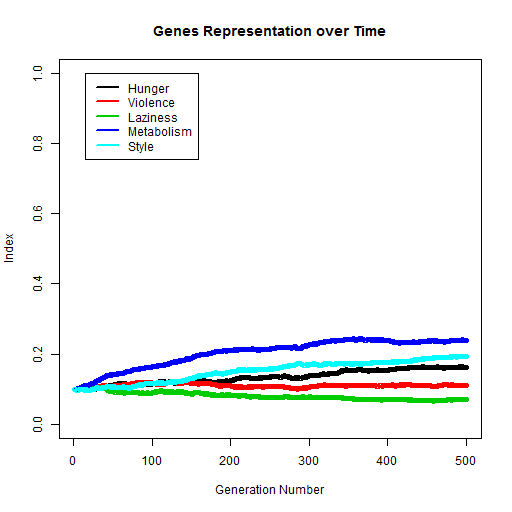 Genes Representation over Time
1.0
0.8
0.6
0.4
0.2
0.0
Index
Hunger
Violence
Laziness
Metabolism
Style
0 100 200 300 400 500
Generation Number